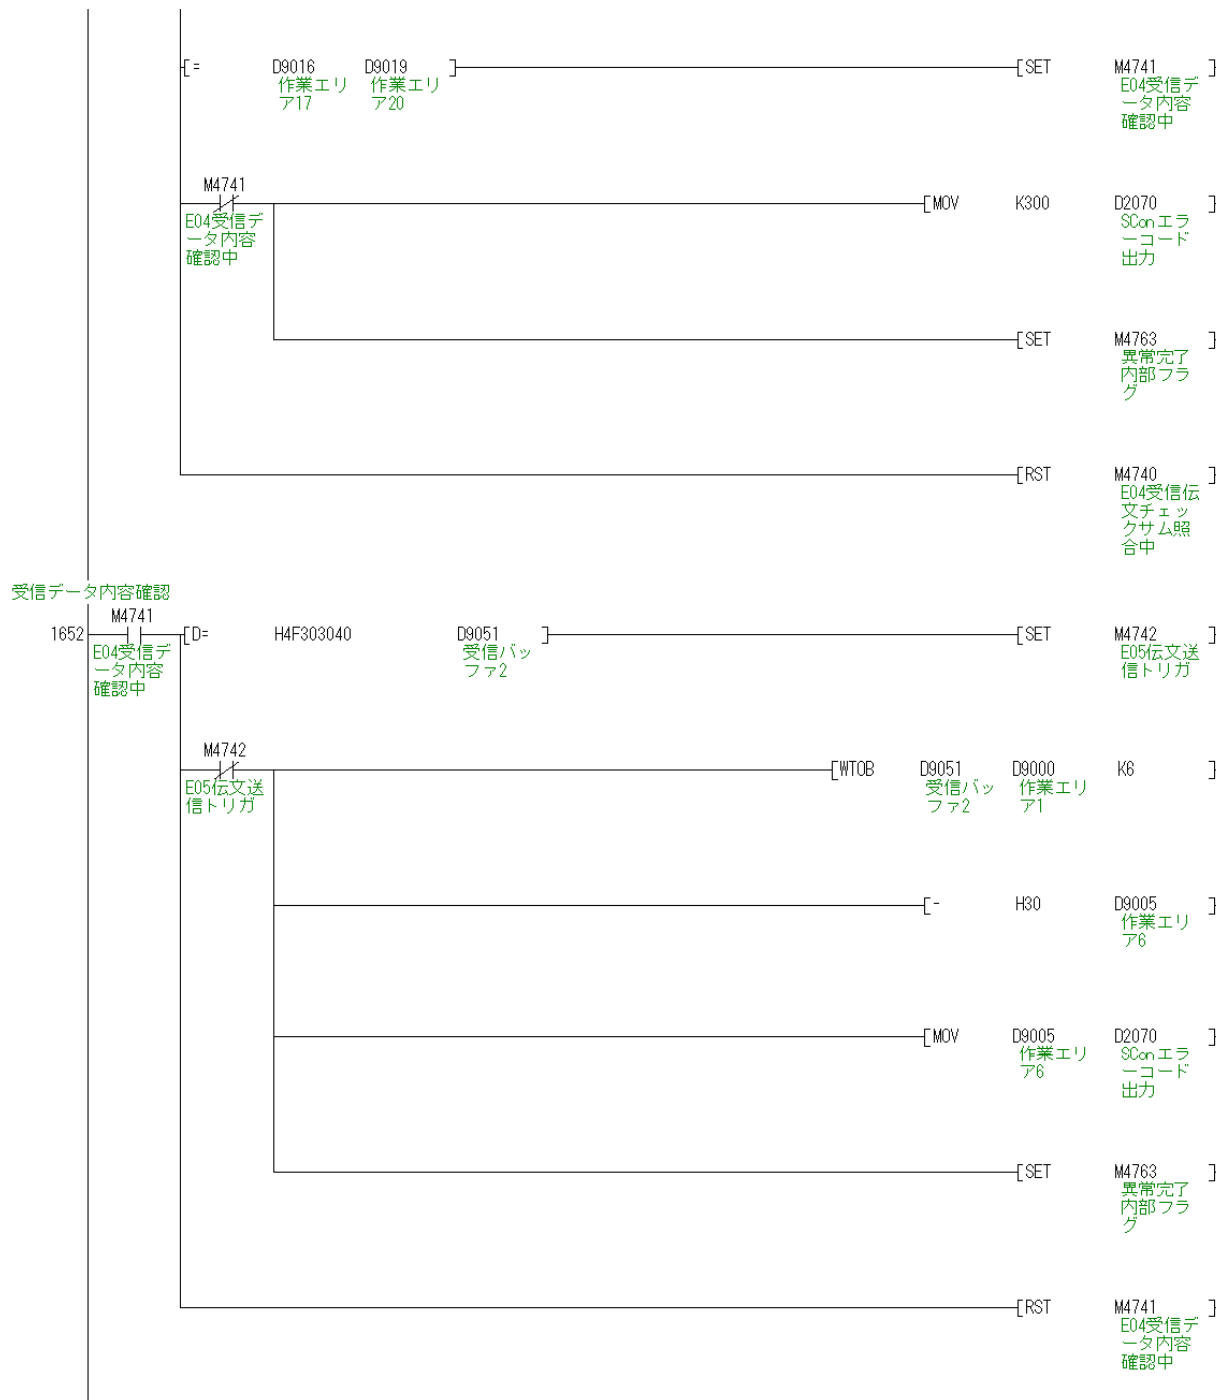 [= D9016 D9019 ] [SET M4741 ]
作業エリ 作業エリ E04受信デ
ア17 ア20 ータ内容
確認中
M4741
[MOV K300 D2070 ]
E04受信デ SConエラ
ータ内容 ーコード
確認中 出力
[SET M4763 ]
異常完了
内部フラ
グ
[RST M4740 ]
E04受信伝
文チェッ
クサム照
合中
受信データ内容確認
M4741
1652 [D= H4F303040 D9051 ] [SET M4742 ]
E04受信デ 受信バッ E05伝文送
ータ内容 ファ2 信トリガ
確認中
M4742
[WTOB D9051 D9000 K6 ]
E05伝文送 受信バッ 作業エリ
信トリガ ファ2 ア1
[- H30 D9005 ]
作業エリ
ア6
[MOV D9005 D2070 ]
作業エリ SConエラ
ア6 ーコード
出力
[SET M4763 ]
異常完了
内部フラ
グ
[RST M4741 ]
E04受信デ
ータ内容
確認中